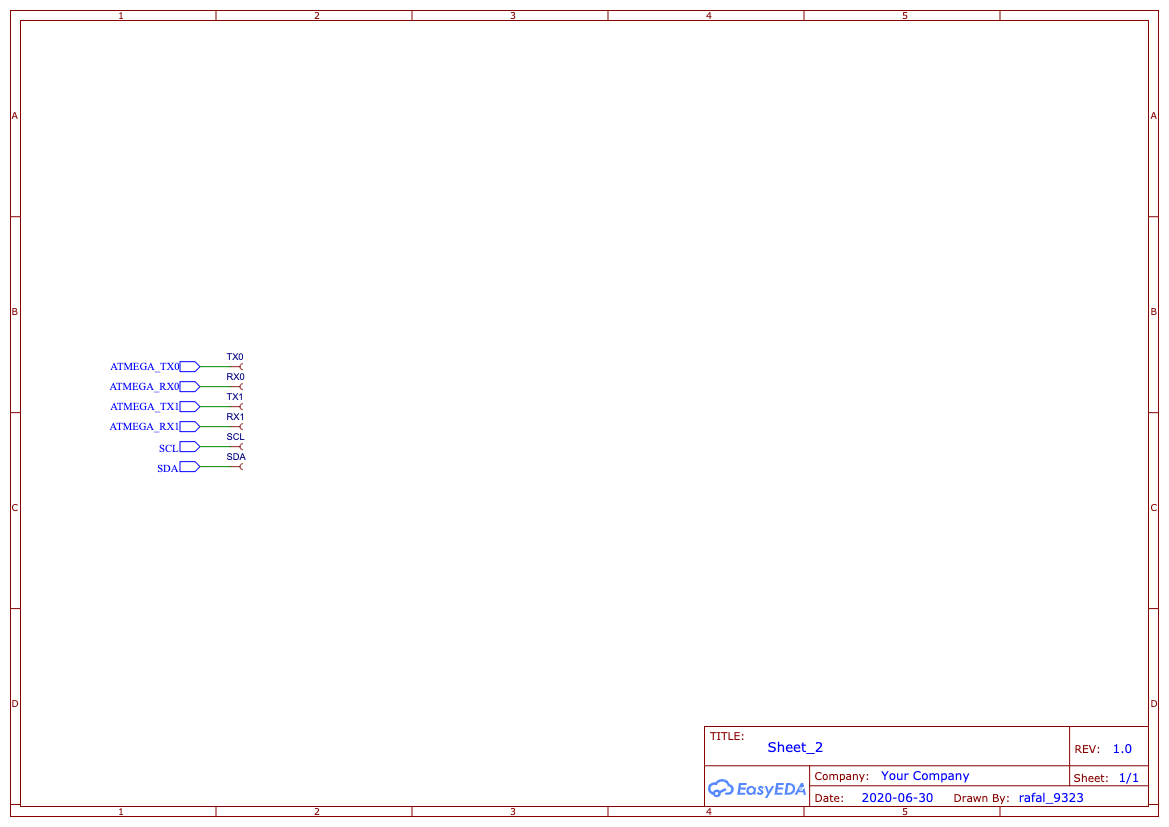 1 2 3 4 5
A A
B B
TX0
ATMEGA_TX0
RX0
ATMEGA_RX0
TX1
ATMEGA_TX1
RX1
ATMEGA_RX1
SCL
SCL
SDA
SDA
C C
D D
TITLE:
Sheet_2
REV: 1.0
EasyEDA
Company: Your Company
Sheet: 1/1
Date: 2020-06-30 Drawn By: rafal_9323
1 2 3 4 5